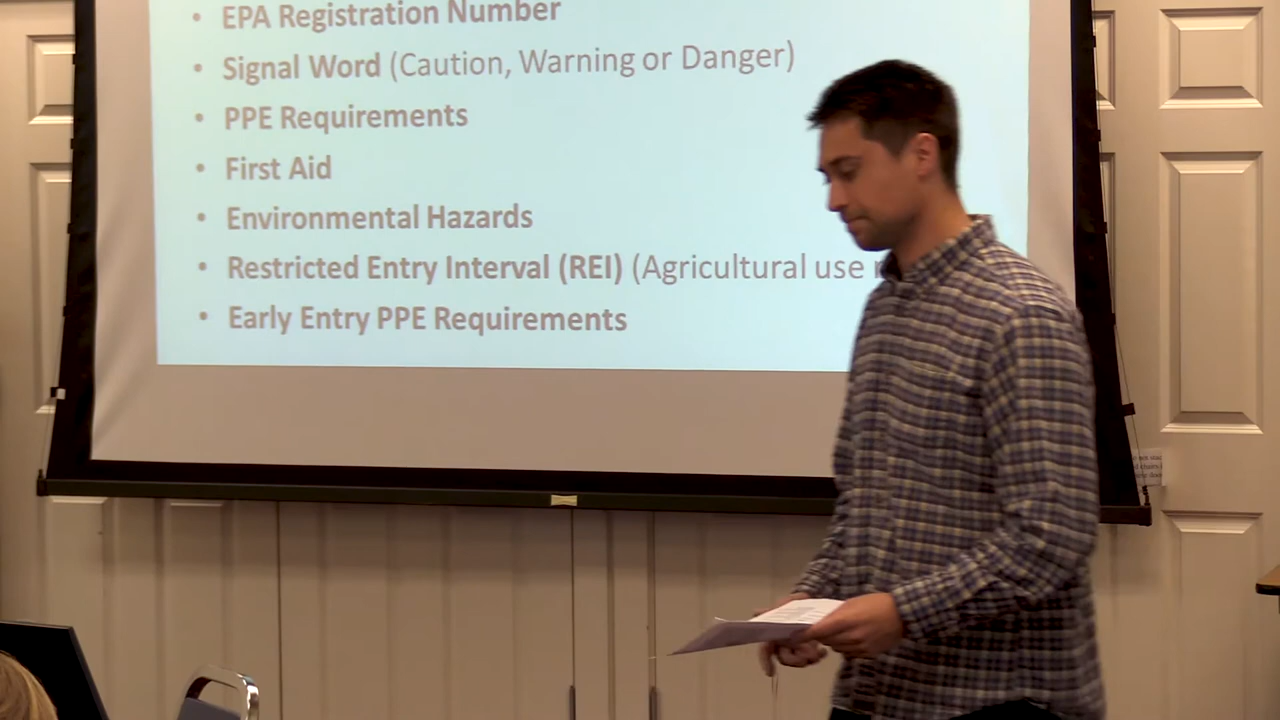 • EPA Registration Number
• Signal Word (Caution, Warning or Danger)
• PPE Requirements
• First Aid
• Environmental Hazards
• Restricted Entry Interval (REI) (Agricultural use
• Early Entry PPE Requirements